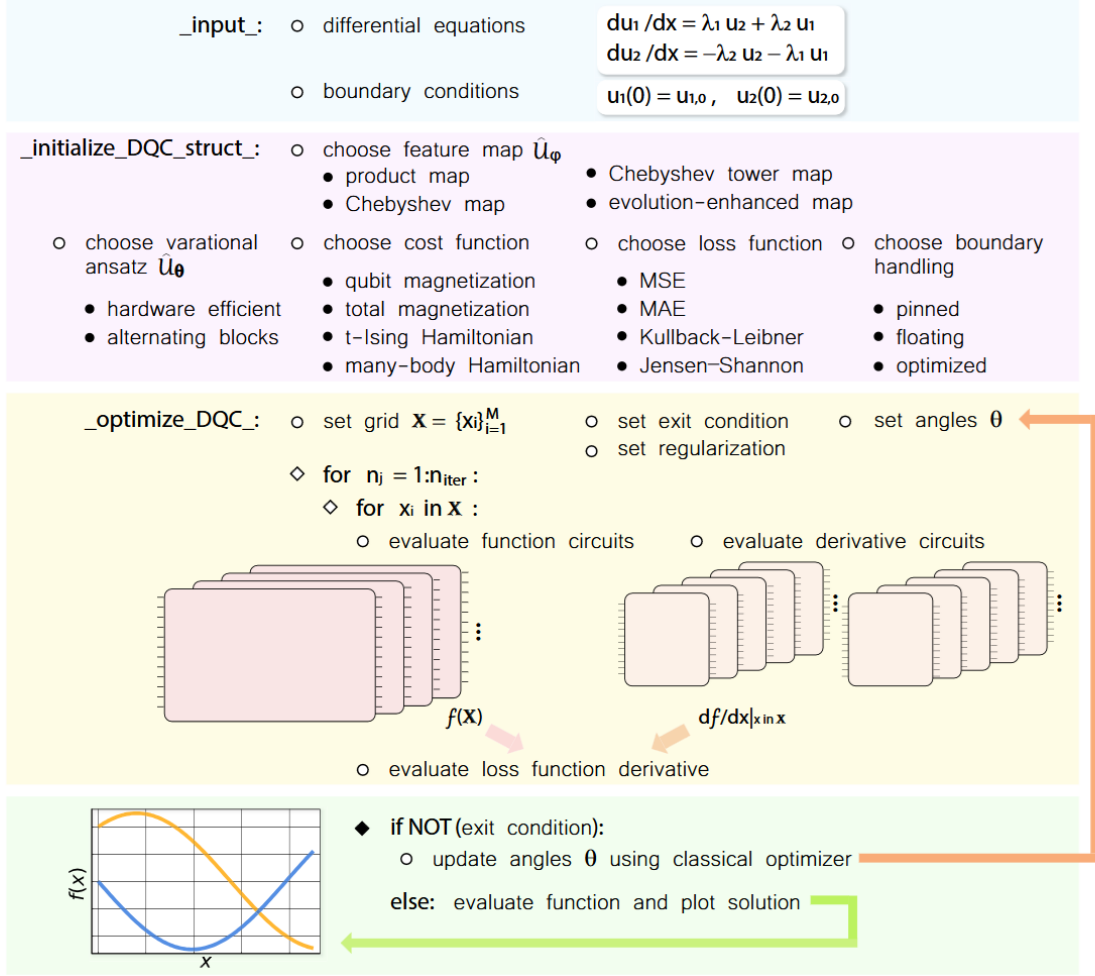 _input_:
○ differential equations
du₁/dx = λ₁ u₂ + λ₂ u₁
du₂/dx = −λ₂ u₂ − λ₁ u₁
○ boundary conditions
u₁(0) = u₁,₀ , u₂(0) = u₂,₀
_initialize_DQC_struct_:
○ choose feature map Û_φ
● product map
● Chebyshev map
● Chebyshev tower map
● evolution-enhanced map
○ choose varational
ansatz Û_θ
● hardware efficient
● alternating blocks
○ choose cost function
● qubit magnetization
● total magnetization
● t-Ising Hamiltonian
● many-body Hamiltonian
○ choose loss function
● MSE
● MAE
● Kullback-Leibner
● Jensen-Shannon
○ choose boundary
handling
● pinned
● floating
● optimized
_optimize_DQC_:
○ set grid X = {xᵢ}ᴹᵢ₌₁
○ set exit condition
○ set regularization
○ set angles θ
◇ for nⱼ = 1:n_iter :
◇ for xᵢ in X :
○ evaluate function circuits
○ evaluate derivative circuits
f(X)
df/dx|x in x
○ evaluate loss function derivative
f(x)
x
◆ if NOT(exit condition):
○ update angles θ using classical optimizer
else: evaluate function and plot solution